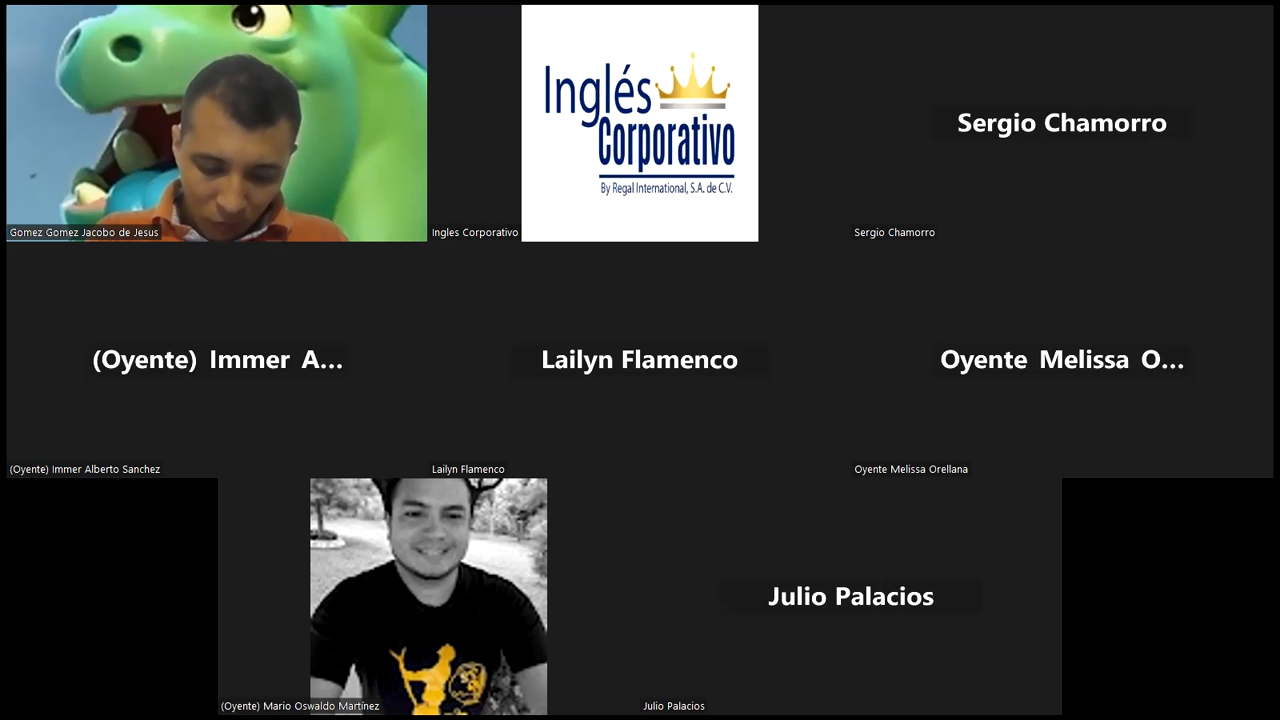 Inglés
Corporativo
By Regal International, S.A. de C.V.
Sergio Chamorro
Gomez Gomez Jacobo de Jesus
Ingles Corporativo
Sergio Chamorro
(Oyente) Immer A...
Lailyn Flamenco
Oyente Melissa O...
(Oyente) Immer Alberto Sanchez
Lailyn Flamenco
Oyente Melissa Orellana
Julio Palacios
(Oyente) Mario Oswaldo Martínez
Julio Palacios